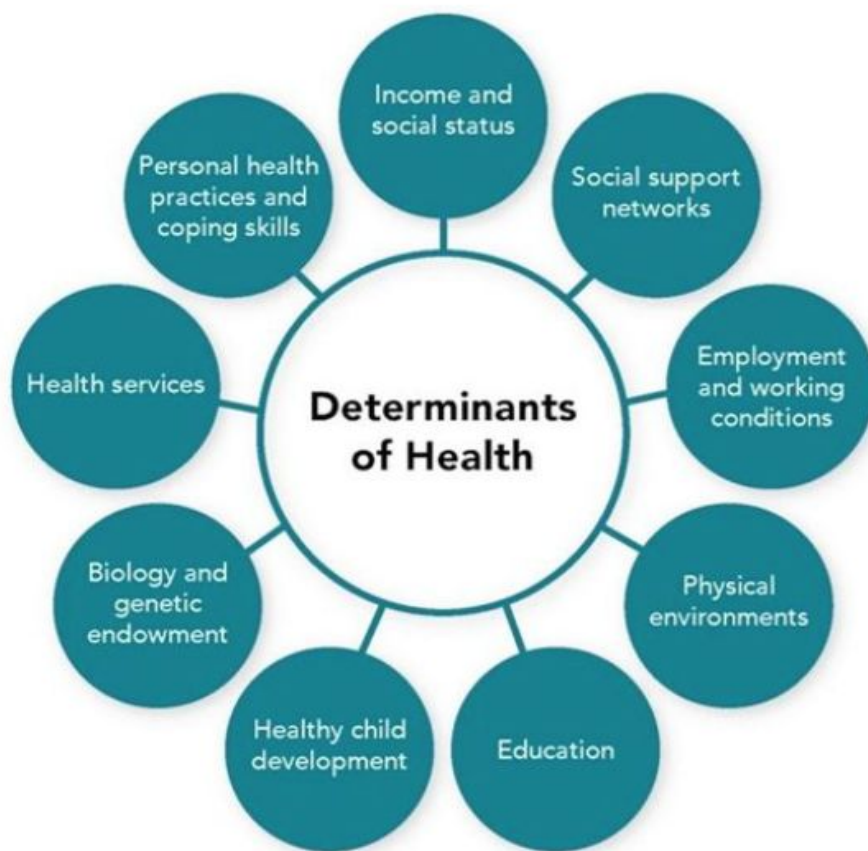 Determinants
of Health
Income and
social status
Social support
networks
Employment
and working
conditions
Physical
environments
Education
Healthy child
development
Biology and
genetic
endowment
Health services
Personal health
practices and
coping skills